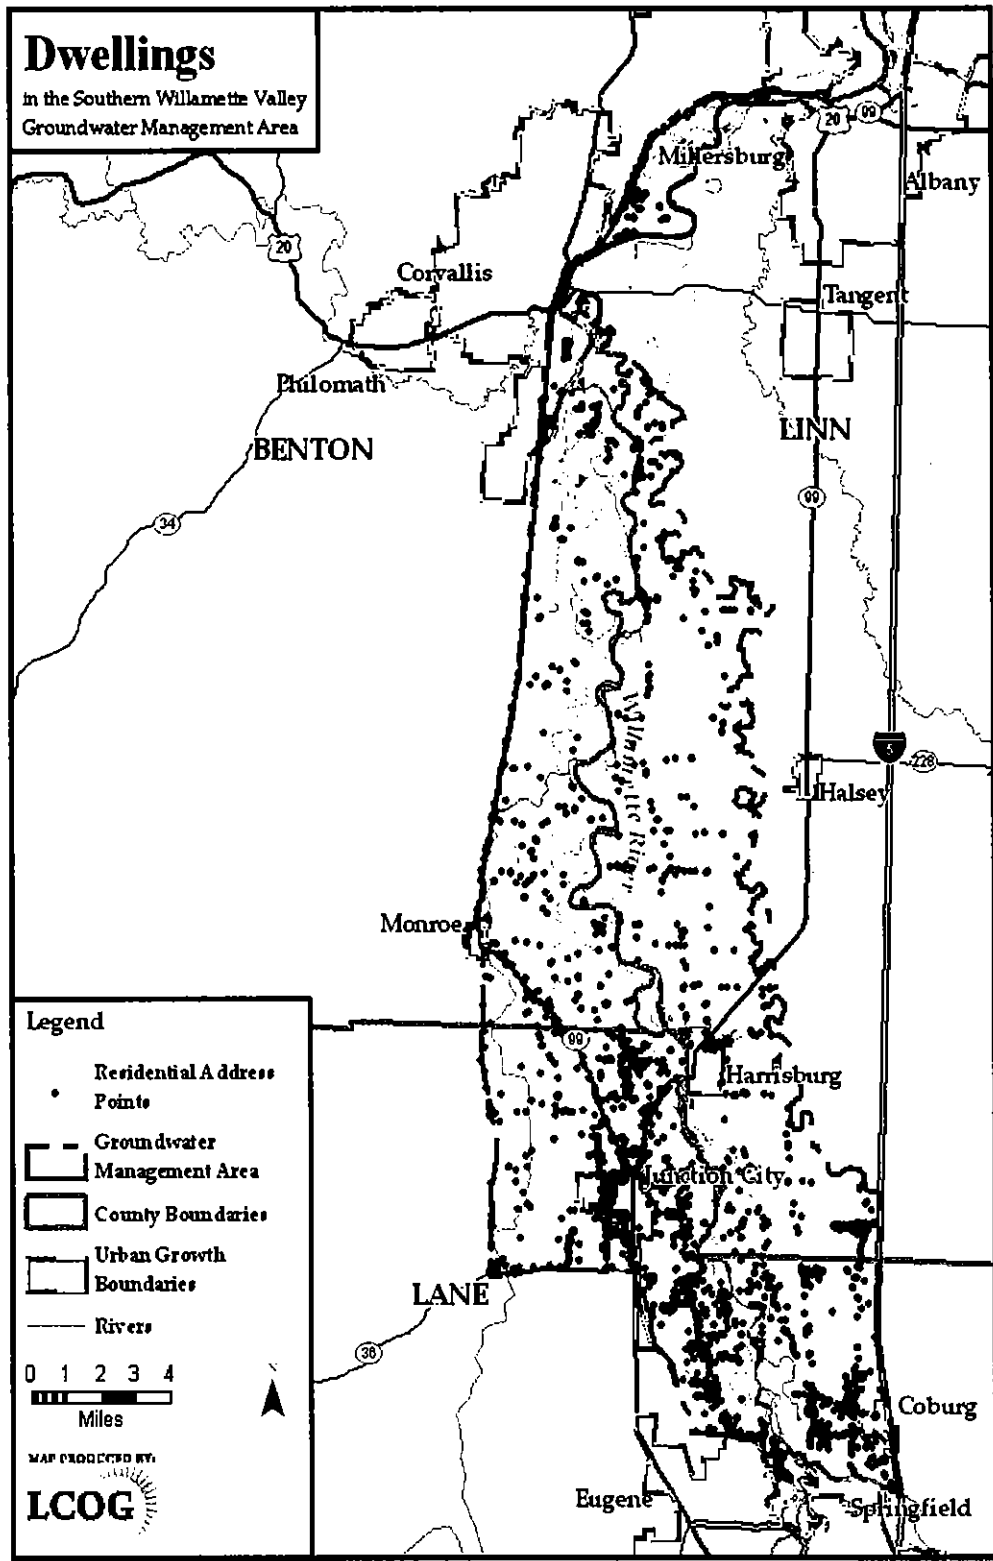 Dwellings
in the Southern Willamette Valley
Groundwater Management Area
20
99
Millersburg
Albany
20
Corvallis
Tangent
Philomath
BENTON
LINN
99
34
Willamette River
5
228
Halsey
Monroe
Legend
Residential Address
Points
Groundwater
Management Area
County Boundaries
Urban Growth
Boundaries
Rivers
0 1 2 3 4
Miles
MAP PRODUCED BY:
LCOG
99
Harrisburg
Junction City
LANE
36
Coburg
Eugene
Springfield